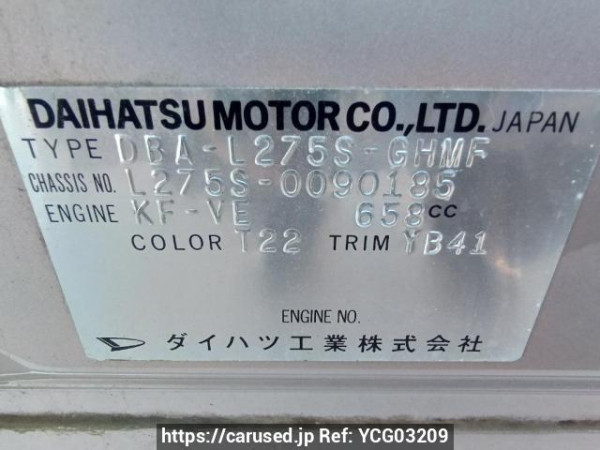 DAIHATSU MOTOR CO.,LTD. JAPAN
TYPE DBA-L275S-GHMF
CHASSIS NO. L275S-0090185
ENGINE KF-VE 658CC
COLOR T22 TRIM YB41
ENGINE NO.
ダイハツ工業株式会社
https://carused.jp Ref: YCG03209